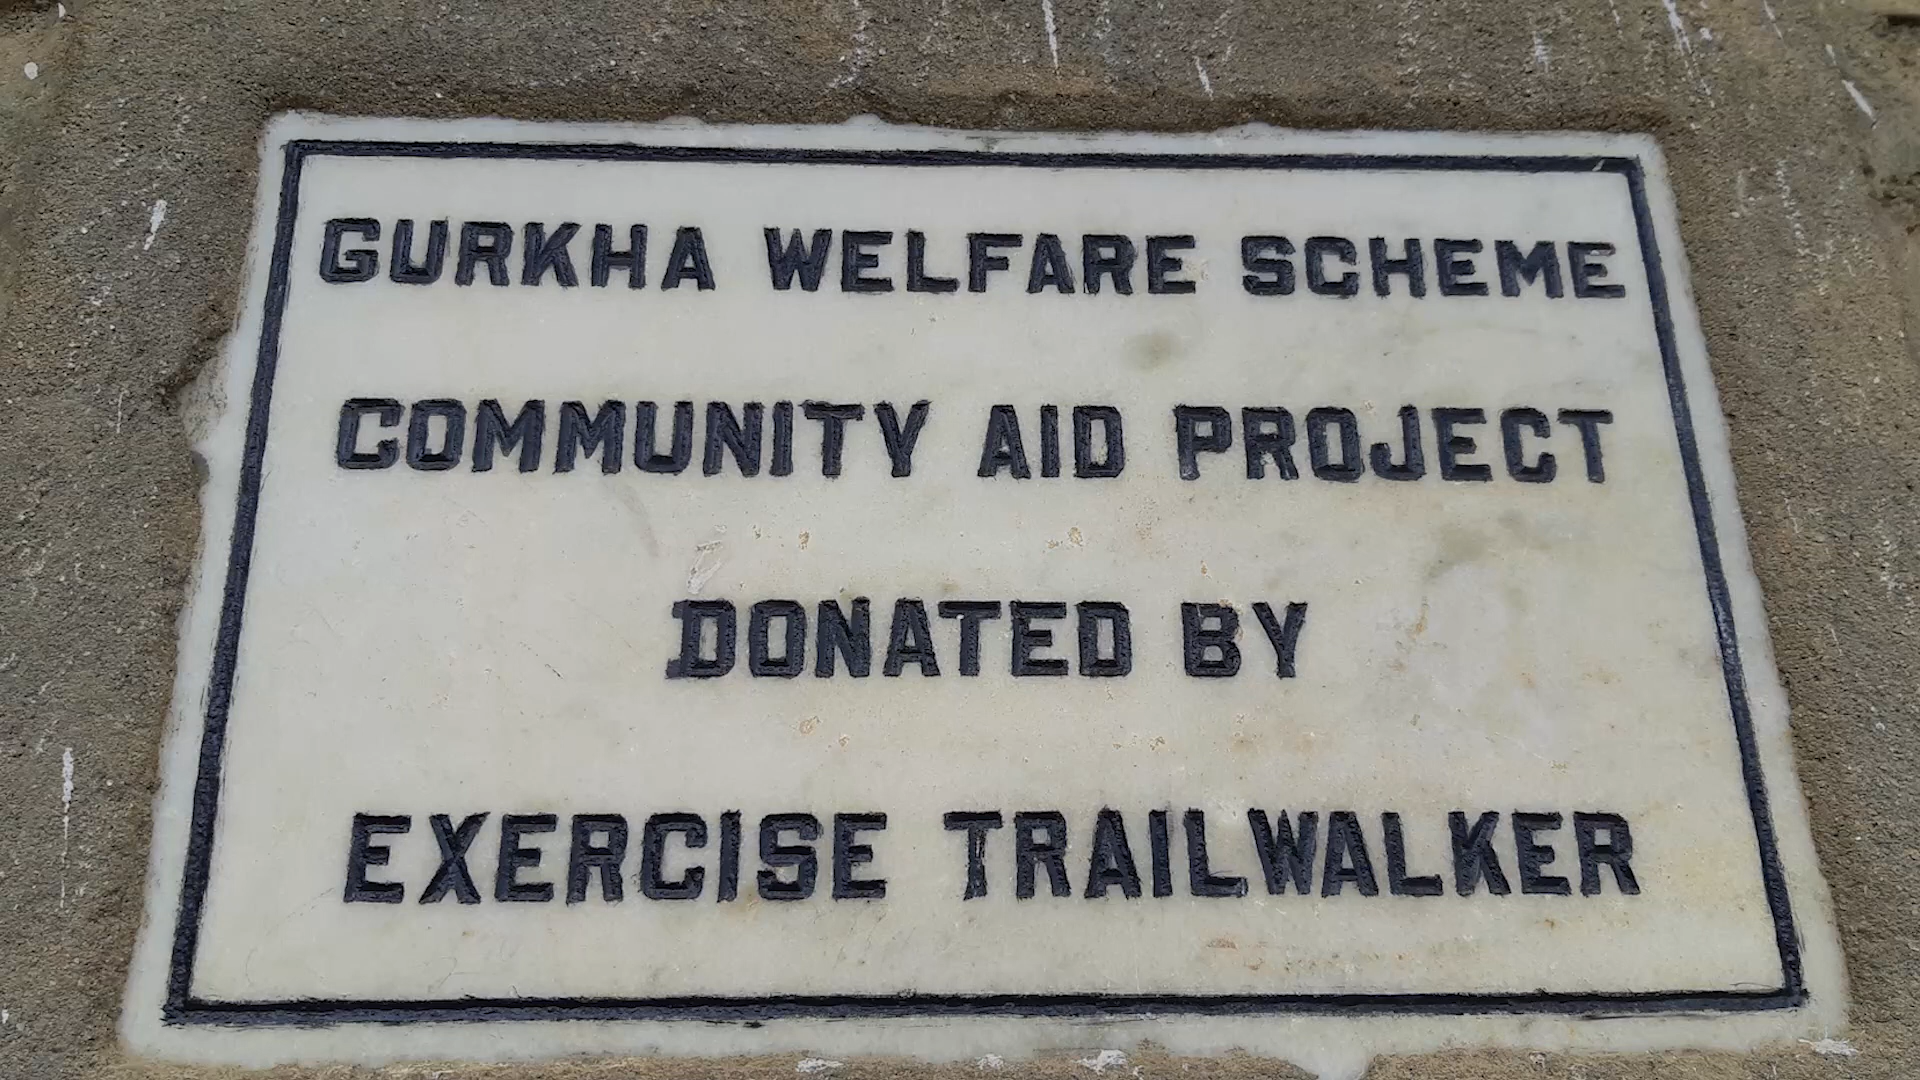 GURKHA WELFARE SCHEME
COMMUNITY AID PROJECT
DONATED BY
EXERCISE TRAILWALKER